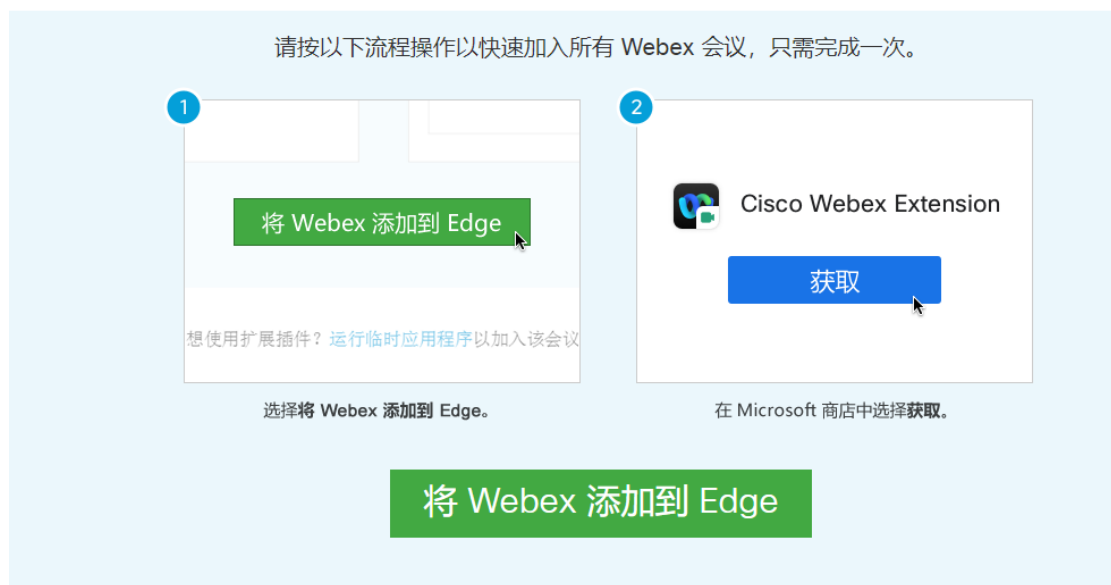 请按以下流程操作以快速加入所有 Webex 会议，只需完成一次。
1
2
将 Webex 添加到 Edge
Cisco Webex Extension
获取
想使用扩展插件？运行临时应用程序以加入该会议
选择将 Webex 添加到 Edge。
在 Microsoft 商店中选择获取。
将 Webex 添加到 Edge